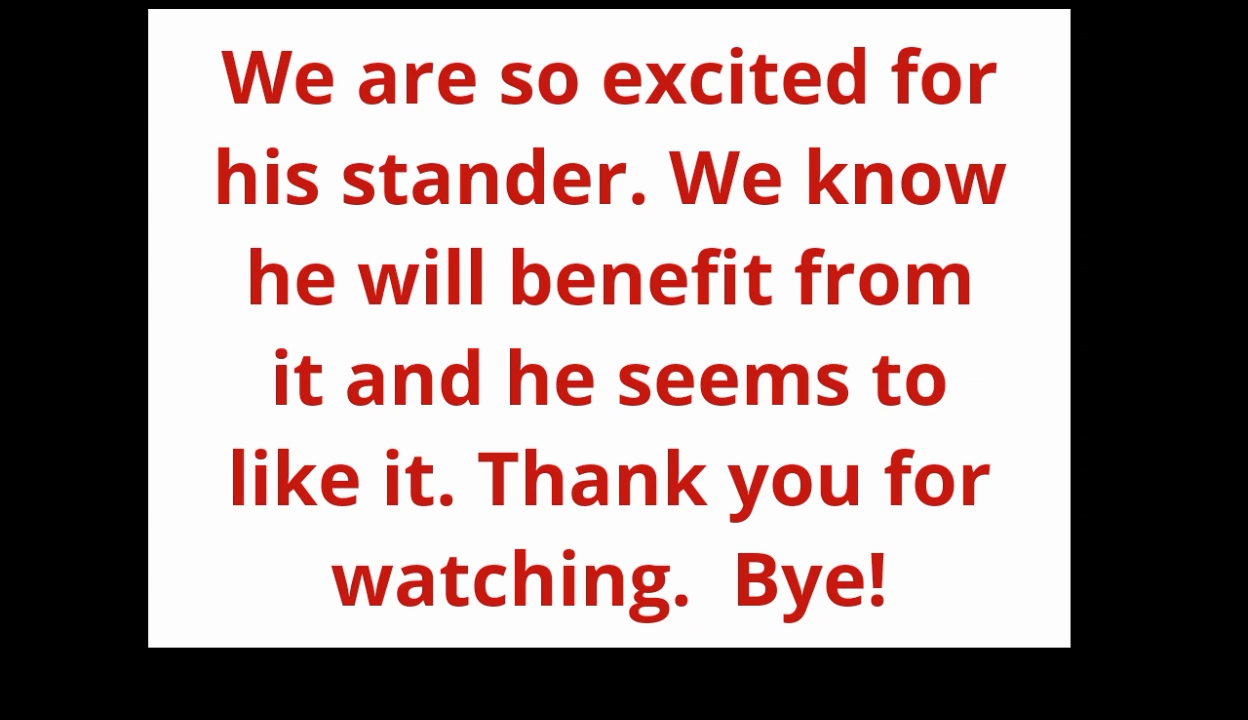 We are so excited for
his stander. We know
he will benefit from
it and he seems to
like it. Thank you for
watching.  Bye!